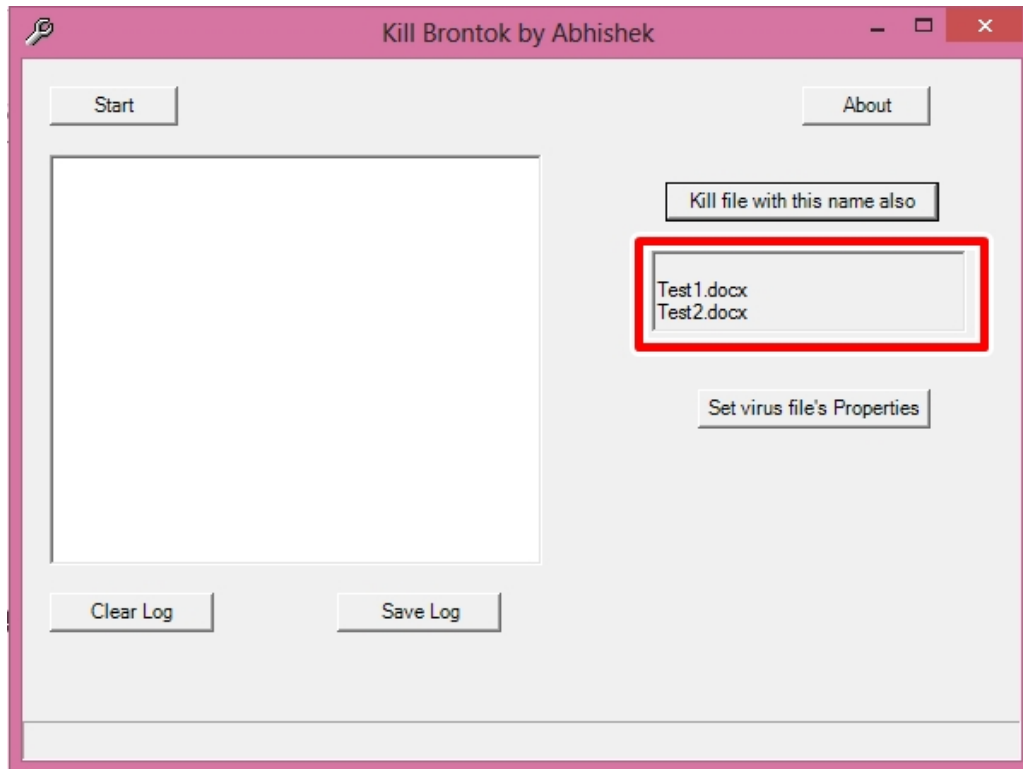 Kill Brontok by Abhishek
Start
About
Kill file with this name also
Test1.docx
Test2.docx
Set virus file's Properties
Clear Log
Save Log